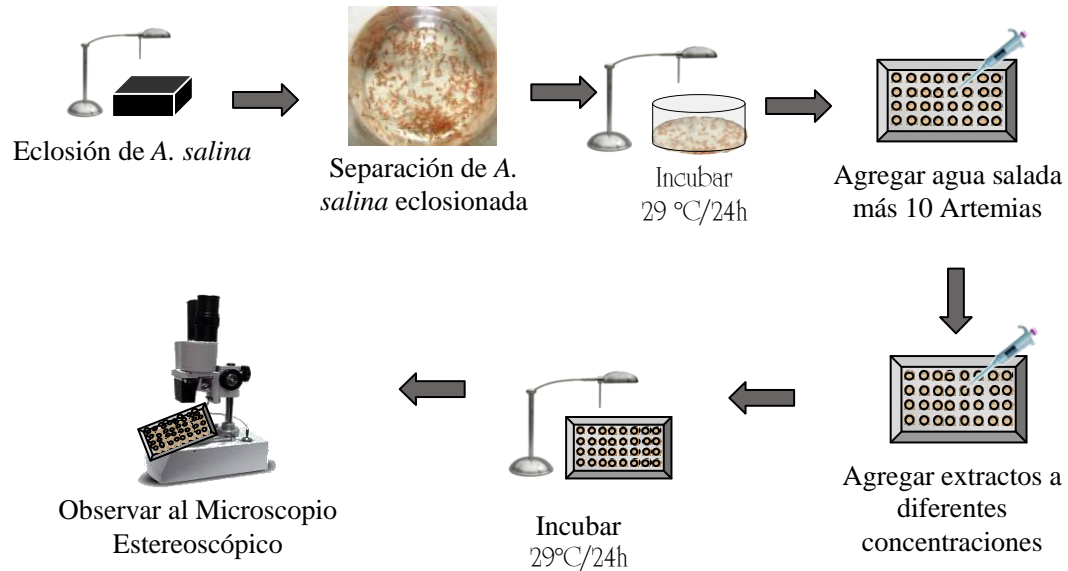 Eclosión de A. salina
Separación de A.
salina eclosionada
Incubar
29 °C/24h
Agregar agua salada
más 10 Artemias
Agregar extractos a
diferentes
concentraciones
Incubar
29°C/24h
Observar al Microscopio
Estereoscópico